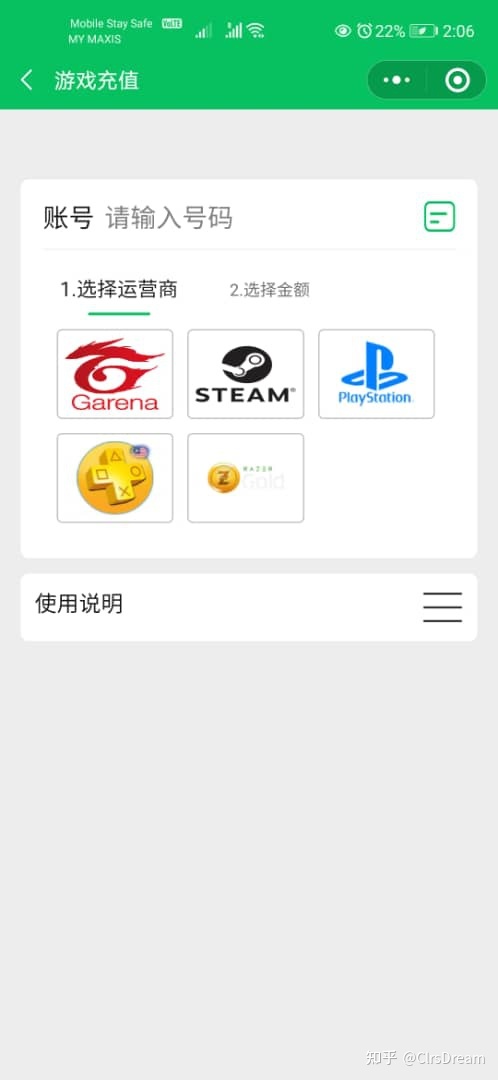 Mobile Stay Safe VoLTE
MY MAXIS
22% 2:06
游戏充值
账号 请输入号码
1.选择运营商 2.选择金额
Garena
STEAM®
PlayStation.
RAZER
Gold
使用说明
知乎 @ClrsDream